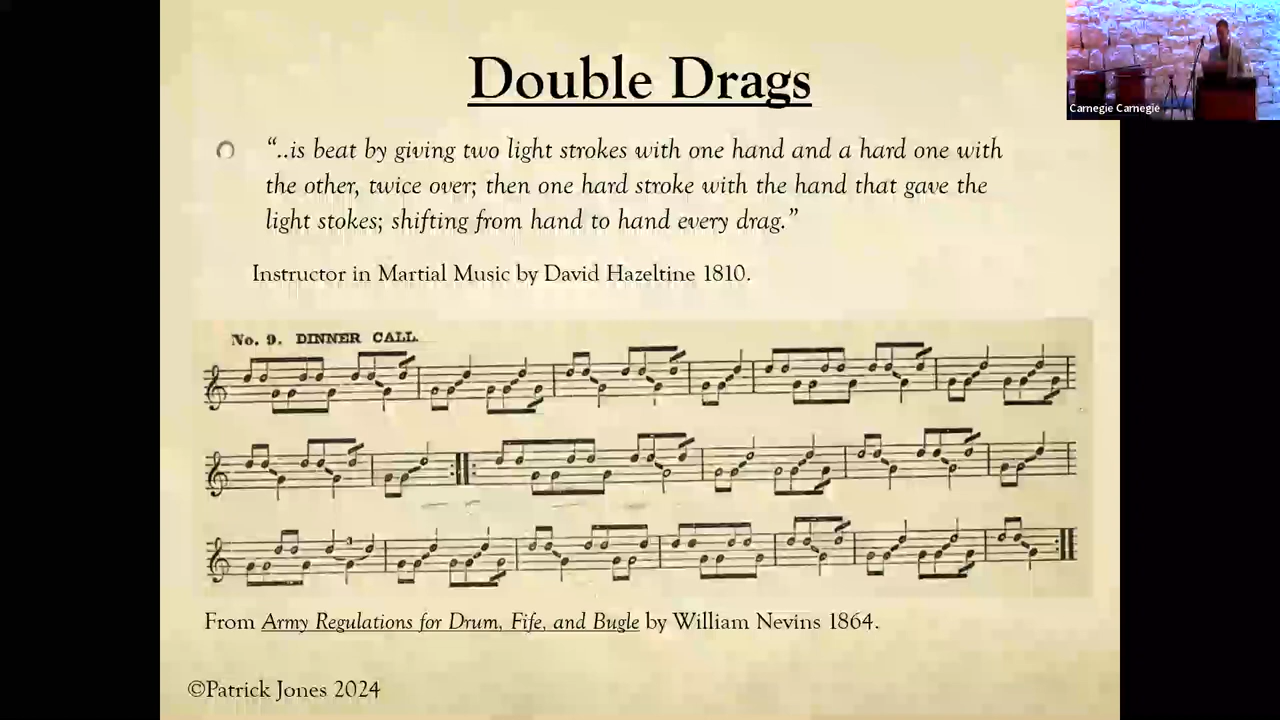 Double Drags
Carnegie Carnegie
“..is beat by giving two light strokes with one hand and a hard one with
the other, twice over; then one hard stroke with the hand that gave the
light stokes; shifting from hand to hand every drag.”
Instructor in Martial Music by David Hazeltine 1810.
No. 9. DINNER CALL.
3
From Army Regulations for Drum, Fife, and Bugle by William Nevins 1864.
©Patrick Jones 2024